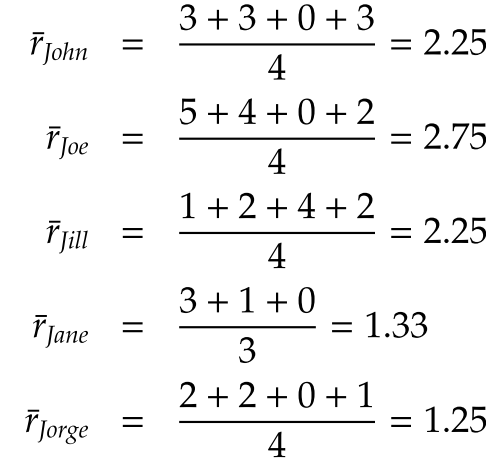 r̄_John = (3 + 3 + 0 + 3)/4 = 2.25
r̄_Joe = (5 + 4 + 0 + 2)/4 = 2.75
r̄_Jill = (1 + 2 + 4 + 2)/4 = 2.25
r̄_Jane = (3 + 1 + 0)/3 = 1.33
r̄_Jorge = (2 + 2 + 0 + 1)/4 = 1.25